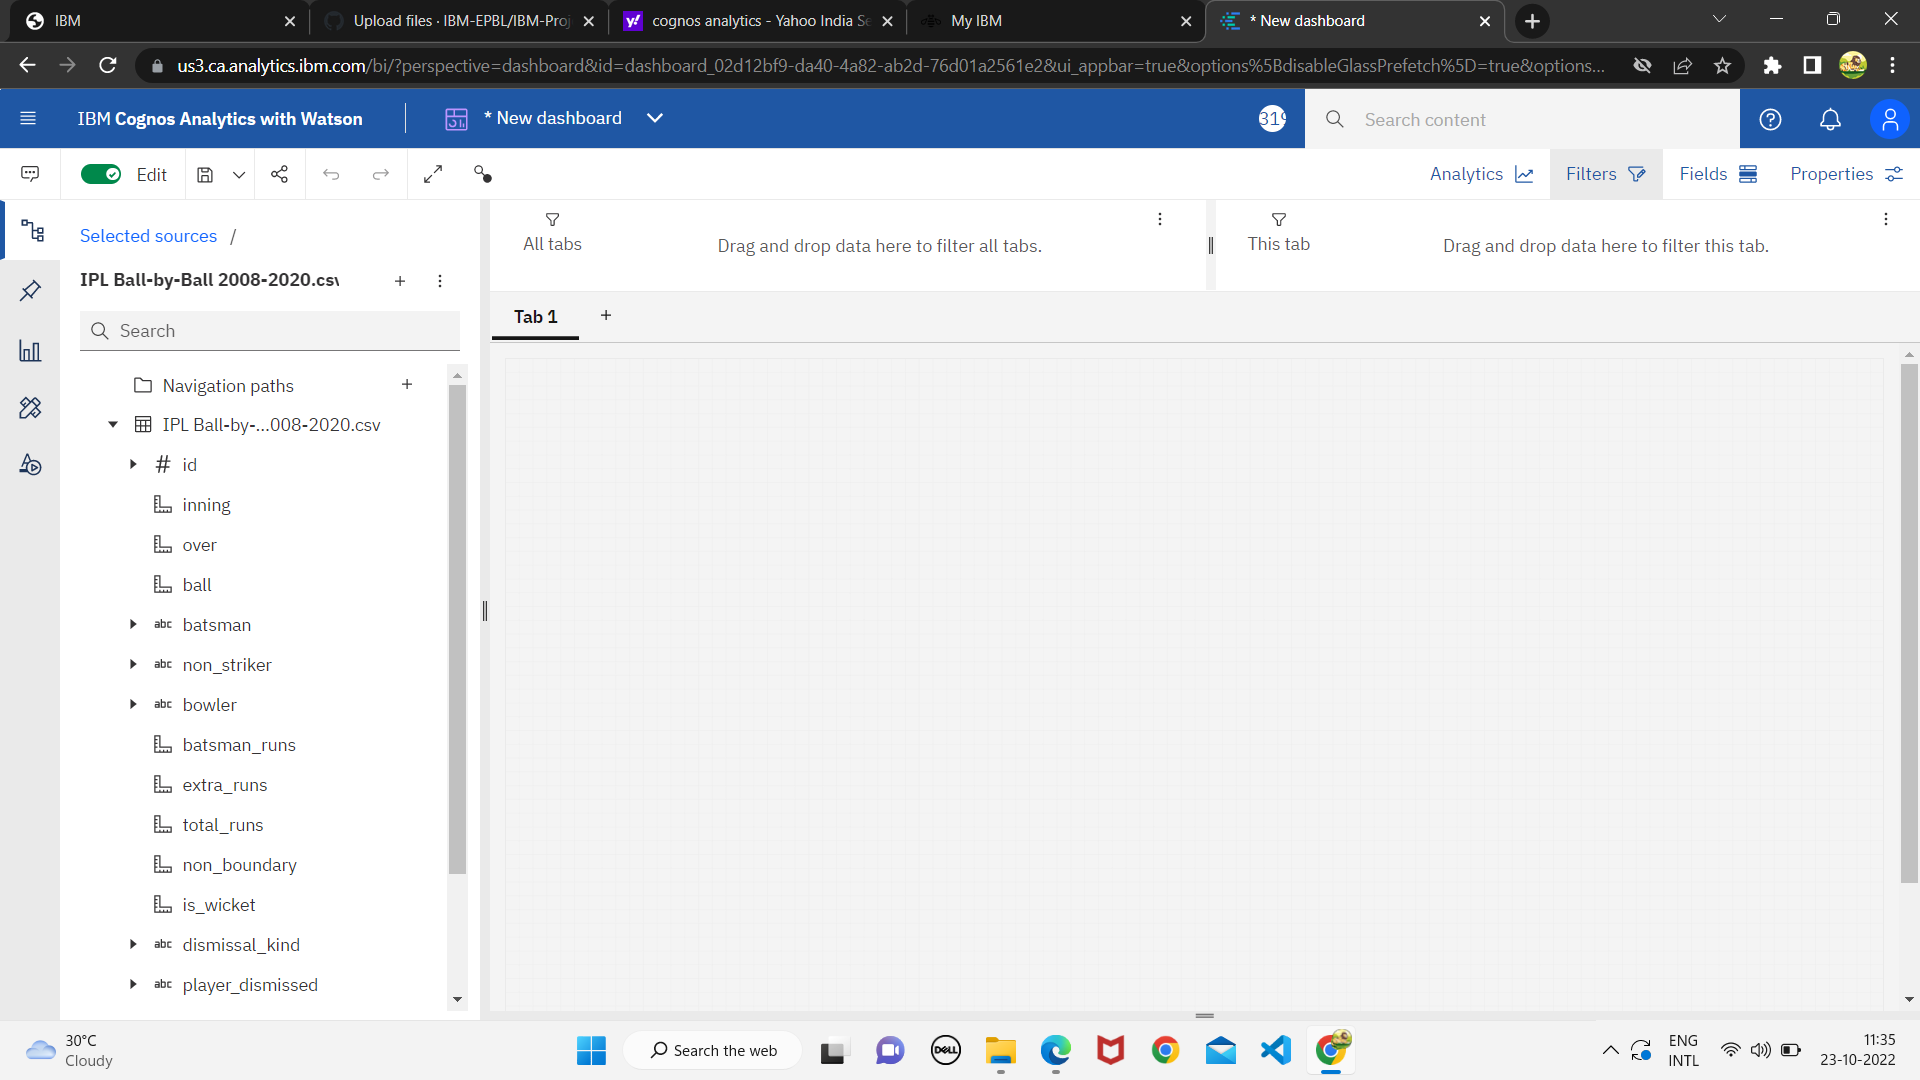 IBM
Upload files · IBM-EPBL/IBM-Proj
cognos analytics - Yahoo India Se
My IBM
* New dashboard
us3.ca.analytics.ibm.com/bi/?perspective=dashboard&id=dashboard_02d12bf9-da40-4a82-ab2d-76d01a2561e2&ui_appbar=true&options%5BdisableGlassPrefetch%5D=true&options...
IBM Cognos Analytics with Watson
* New dashboard
319
Search content
Edit
Analytics
Filters
Fields
Properties
Selected sources /
IPL Ball-by-Ball 2008-2020.csv
Search
All tabs
Drag and drop data here to filter all tabs.
This tab
Drag and drop data here to filter this tab.
Tab 1
Navigation paths
IPL Ball-by-...008-2020.csv
id
inning
over
ball
abc batsman
abc non_striker
abc bowler
batsman_runs
extra_runs
total_runs
non_boundary
is_wicket
abc dismissal_kind
abc player_dismissed
30°C
Cloudy
Search the web
DELL
ENG
INTL
11:35
23-10-2022